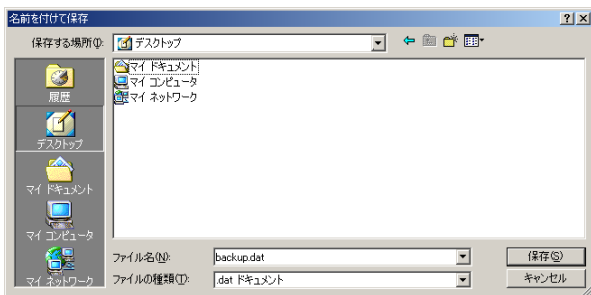 名前を付けて保存
保存する場所(I):
デスクトップ
履歴
デスクトップ
マイ ドキュメント
マイ コンピュータ
マイ ネットワーク
マイ ドキュメント
マイ コンピュータ
マイ ネットワーク
ファイル名(N):
backup.dat
保存(S)
ファイルの種類(T):
.dat ドキュメント
キャンセル